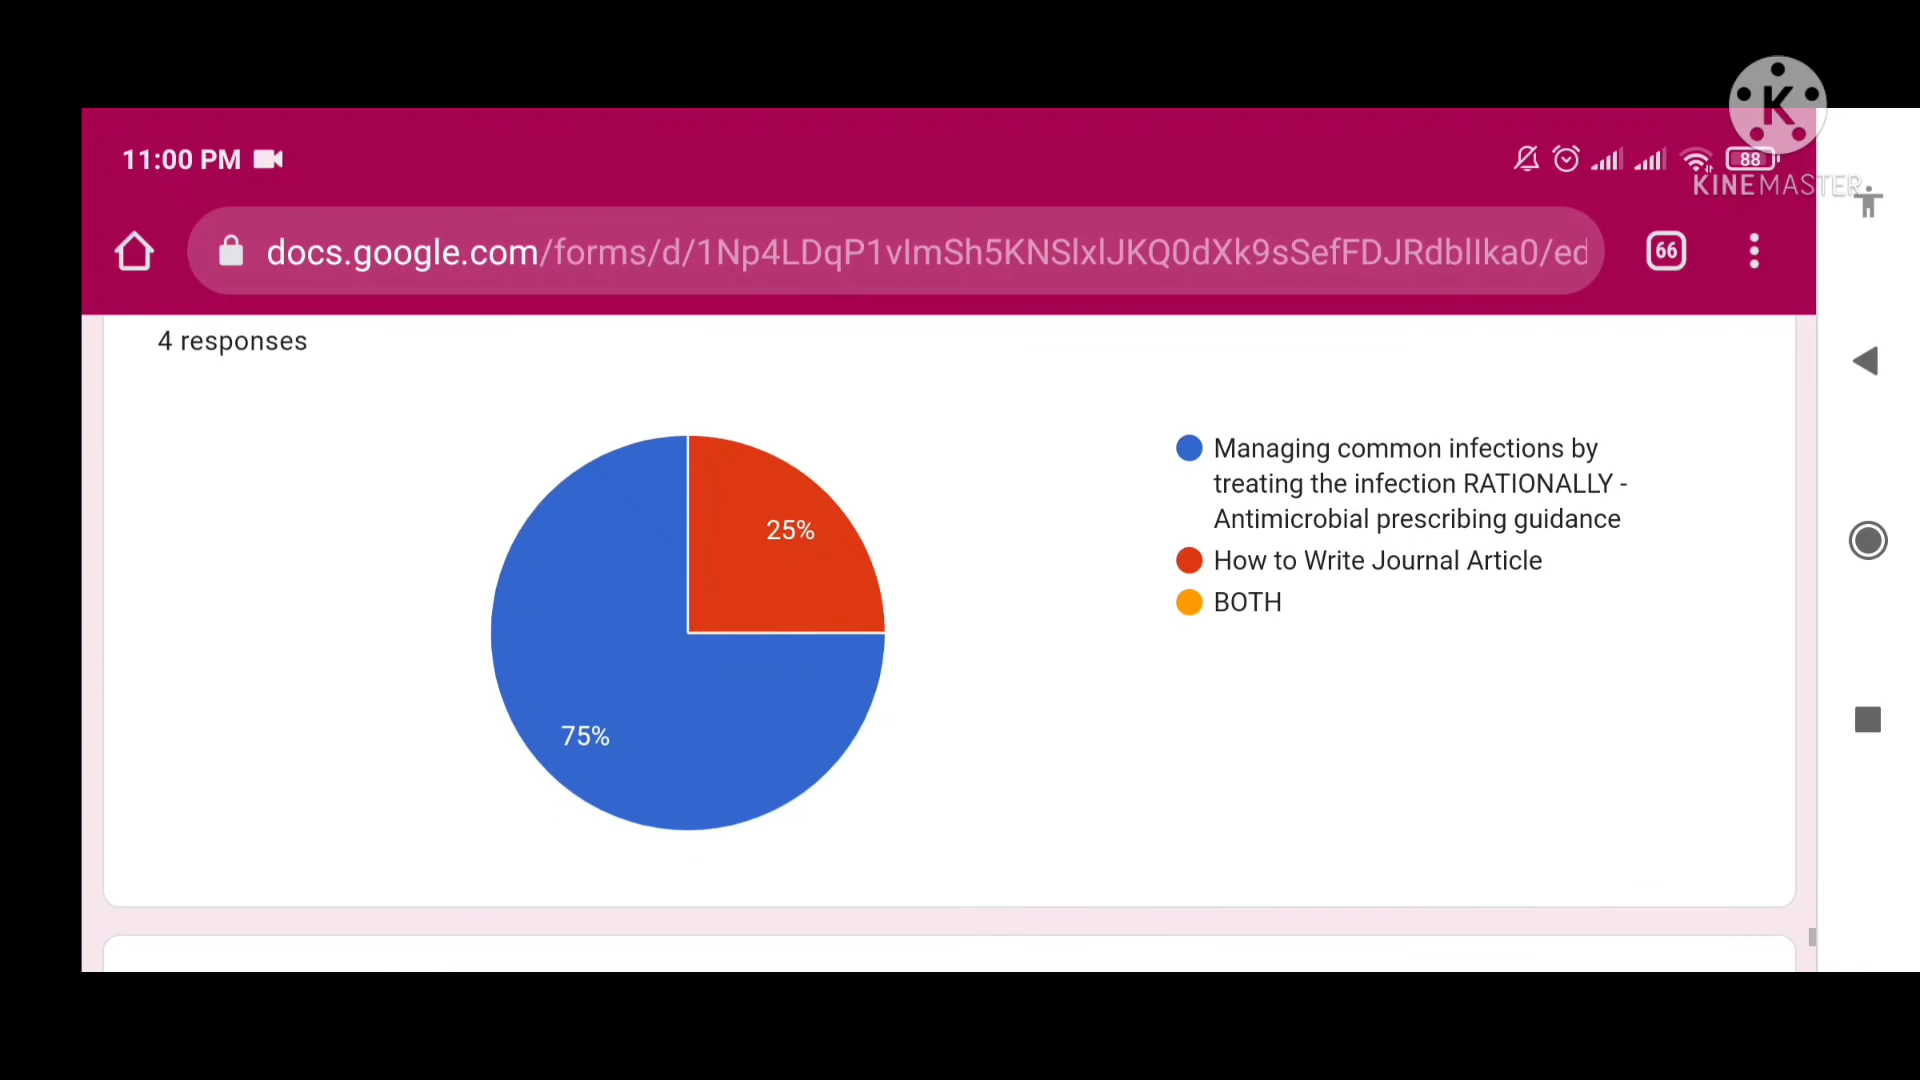 K
11:00 PM
88
KINEMASTER
docs.google.com/forms/d/1Np4LDqP1vImSh5KNSlxlJKQ0dXk9sSefFDJRdblIka0/ed
66
4 responses
25%
75%
Managing common infections by
treating the infection RATIONALLY -
Antimicrobial prescribing guidance
How to Write Journal Article
BOTH